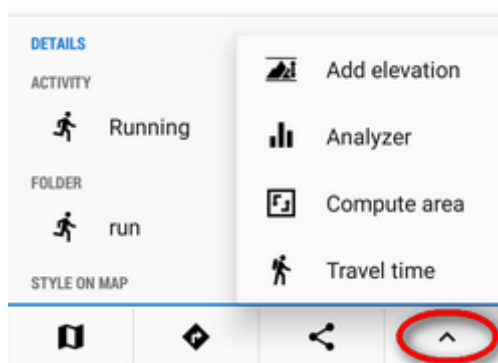 DETAILS
ACTIVITY
Running
FOLDER
run
STYLE ON MAP
Add elevation
Analyzer
Compute area
Travel time